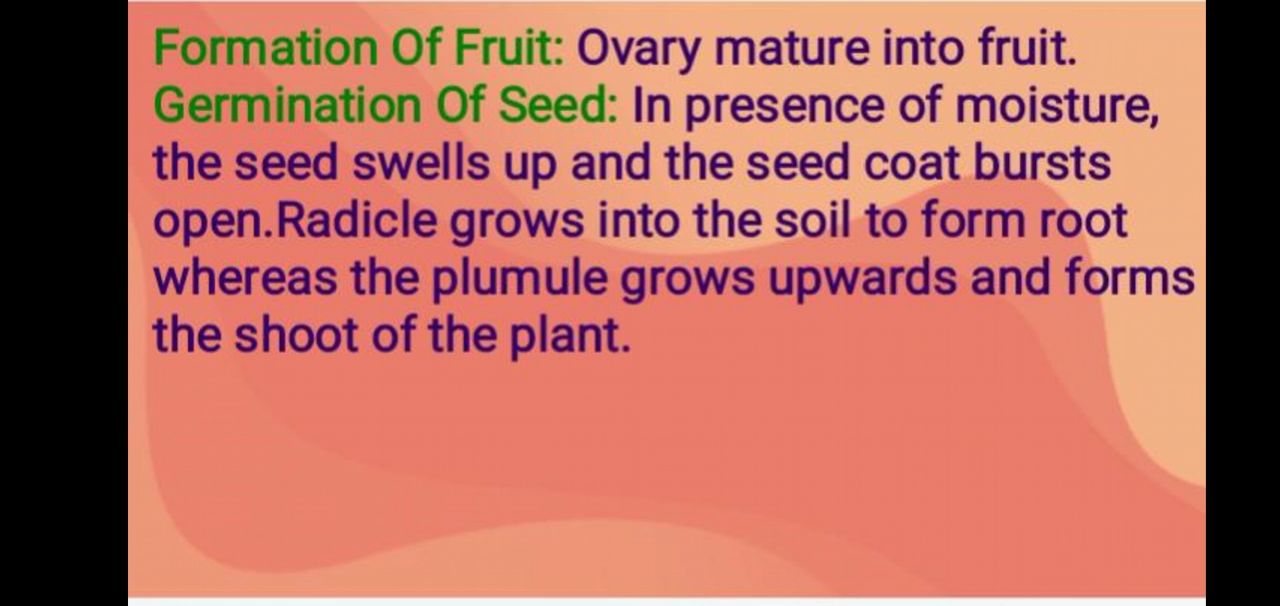 Formation Of Fruit: Ovary mature into fruit.
Germination Of Seed: In presence of moisture,
the seed swells up and the seed coat bursts
open.Radicle grows into the soil to form root
whereas the plumule grows upwards and forms
the shoot of the plant.